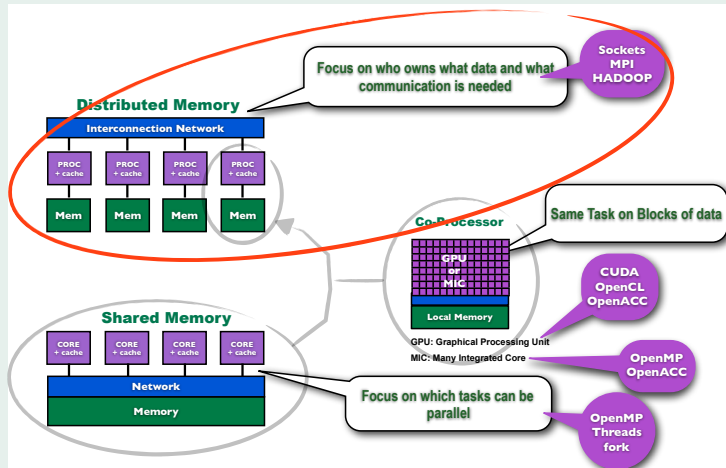 Sockets
MPI
HADOOP
Focus on who owns what data and what
communication is needed
Distributed Memory
Interconnection Network
PROC
+ cache
PROC
+ cache
PROC
+ cache
PROC
+ cache
Mem
Mem
Mem
Mem
Same Task on Blocks of data
Co-Processor
GPU
or
MIC
Local Memory
GPU: Graphical Processing Unit
MIC: Many Integrated Core
CUDA
OpenCL
OpenACC
OpenMP
OpenACC
Shared Memory
CORE
+ cache
CORE
+ cache
CORE
+ cache
CORE
+ cache
Network
Memory
Focus on which tasks can be
parallel
OpenMP
Threads
fork